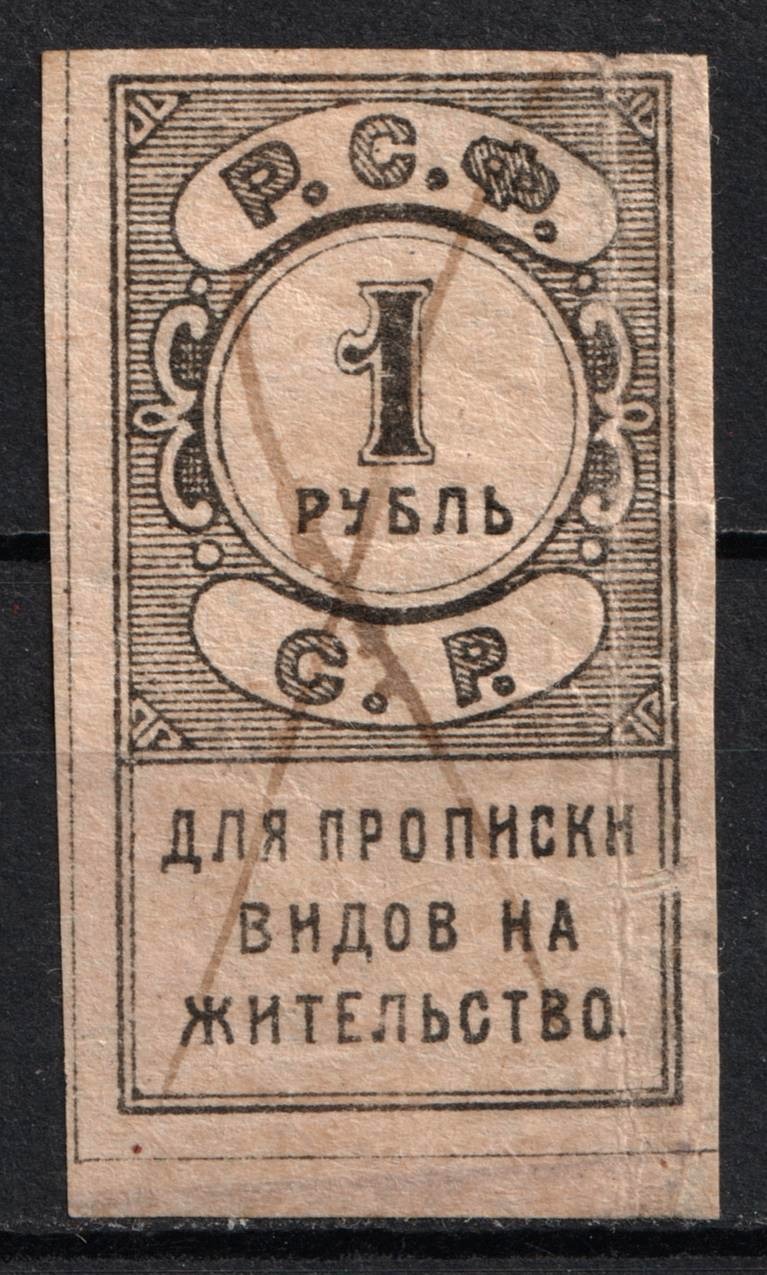 Р.С.Ф.
1
РУБЛЬ
С.Р.
ДЛЯ ПРОПИСКИ
ВИДОВ НА
ЖИТЕЛЬСТВО.